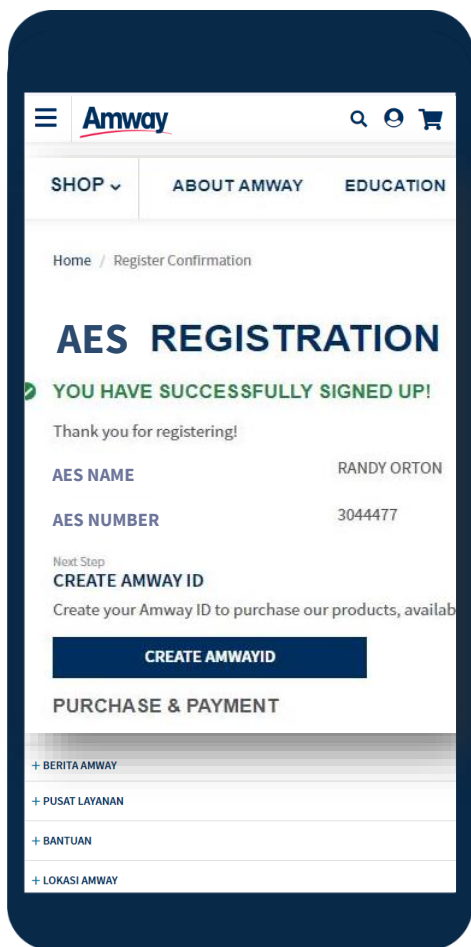 Amway
SHOP ABOUT AMWAY EDUCATION
Home / Register Confirmation
AES REGISTRATION
YOU HAVE SUCCESSFULLY SIGNED UP!
Thank you for registering!
AES NAME RANDY ORTON
AES NUMBER 3044477
Next Step
CREATE AMWAY ID
Create your Amway ID to purchase our products, availab
CREATE AMWAYID
PURCHASE & PAYMENT
+ BERITA AMWAY
+ PUSAT LAYANAN
+ BANTUAN
+ LOKASI AMWAY